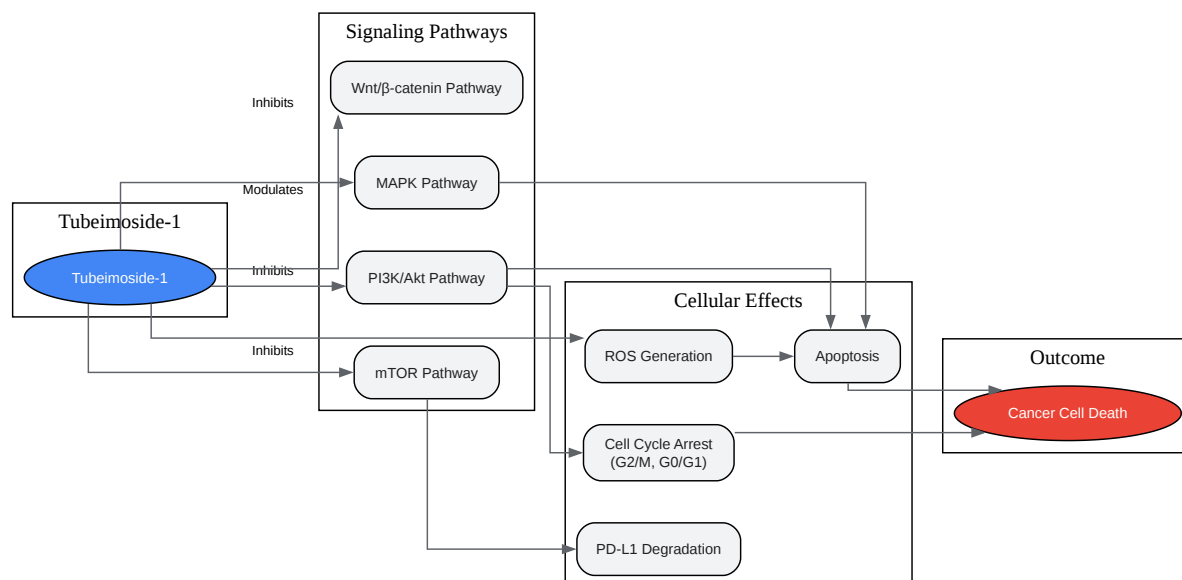 Signaling Pathways
Wnt/β-catenin Pathway
Inhibits
MAPK Pathway
Modulates
Tubeimoside-1
Tubeimoside-1
Inhibits
PI3K/Akt Pathway
Inhibits
mTOR Pathway
Cellular Effects
ROS Generation
Apoptosis
Cell Cycle Arrest
(G2/M, G0/G1)
PD-L1 Degradation
Outcome
Cancer Cell Death